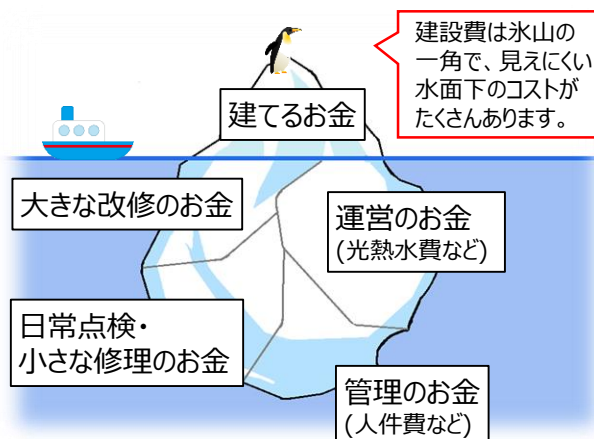 建設費は氷山の
一角で、見えにくい
水面下のコストが
たくさんあります。
建てるお金
大きな改修のお金
運営のお金
(光熱水費など)
日常点検・
小さな修理のお金
管理のお金
(人件費など)